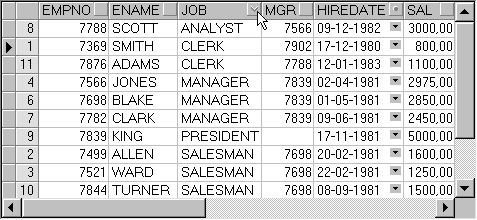 EMPNO ENAME JOB MGR HIREDATE SAL
8 7788 SCOTT ANALYST 7566 09-12-1982 3000,00
1 7369 SMITH CLERK 7902 17-12-1980 800,00
11 7876 ADAMS CLERK 7788 12-01-1983 1100,00
4 7566 JONES MANAGER 7839 02-04-1981 2975,00
6 7698 BLAKE MANAGER 7839 01-05-1981 2850,00
7 7782 CLARK MANAGER 7839 09-06-1981 2450,00
9 7839 KING PRESIDENT 17-11-1981 5000,00
2 7499 ALLEN SALESMAN 7698 20-02-1981 1600,00
3 7521 WARD SALESMAN 7698 22-02-1981 1250,00
10 7844 TURNER SALESMAN 7698 08-09-1981 1500,00